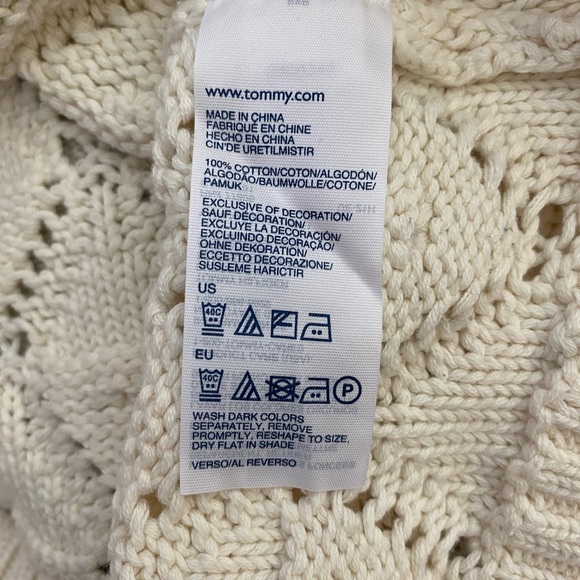 www.tommy.com
MADE IN CHINA
FABRIQUÉ EN CHINE
HECHO EN CHINA
CIN'DE URETILMISTIR
100% COTTON/COTON/ALGODÓN/
ALGODÃO/BAUMWOLLE/COTONE/
PAMUK
EXCLUSIVE OF DECORATION/
SAUF DÉCORATION/
EXCLUYE LA DECORACIÓN/
EXCLUINDO DECORAÇÃO/
OHNE DEKORATION/
ECCETTO DECORAZIONE/
SUSLEME HARICTIR
US
40C
EU
40C P
WASH DARK COLORS
SEPARATELY, REMOVE
PROMPTLY, RESHAPE TO SIZE,
DRY FLAT IN SHADE
VERSO/AL REVERSO